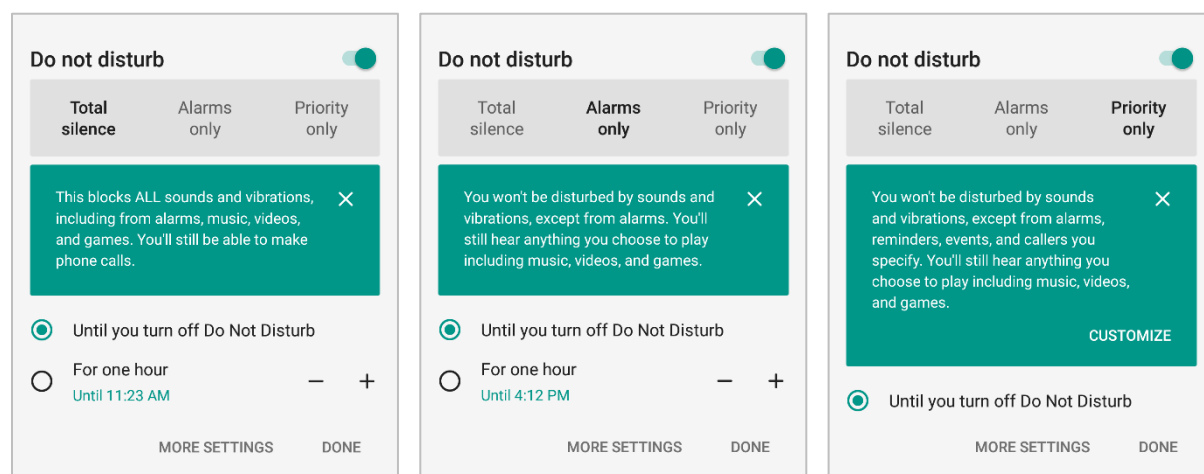 Do not disturb
Total
silence
Alarms
only
Priority
only
This blocks ALL sounds and vibrations,
including from alarms, music, videos,
and games. You'll still be able to make
phone calls.
Until you turn off Do Not Disturb
For one hour
Until 11:23 AM
MORE SETTINGS DONE
Do not disturb
Total
silence
Alarms
only
Priority
only
You won't be disturbed by sounds and
vibrations, except from alarms. You'll
still hear anything you choose to play
including music, videos, and games.
Until you turn off Do Not Disturb
For one hour
Until 4:12 PM
MORE SETTINGS DONE
Do not disturb
Total
silence
Alarms
only
Priority
only
You won't be disturbed by sounds
and vibrations, except from alarms,
reminders, events, and callers you
specify. You'll still hear anything you
choose to play including music, videos,
and games.
CUSTOMIZE
Until you turn off Do Not Disturb
MORE SETTINGS DONE